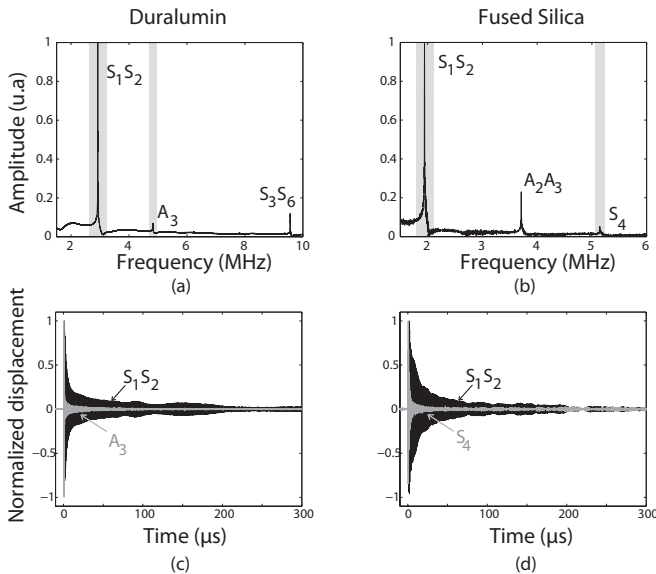 Duralumin
Fused Silica
Amplitude (u.a)
1
0.8
0.6
0.4
0.2
0
S1S2
A3
S3S6
2 4 6 8 10
Frequency (MHz)
(a)
1
0.8
0.6
0.4
0.2
0
S1S2
A2A3
S4
2 3 4 5 6
Frequency (MHz)
(b)
Normalized displacement
1
0.5
0
−0.5
−1
S1S2
A3
0 100 200 300
Time (μs)
(c)
1
0.5
0
−0.5
−1
S1S2
S4
0 50 100 150 200 250 300
Time (μs)
(d)